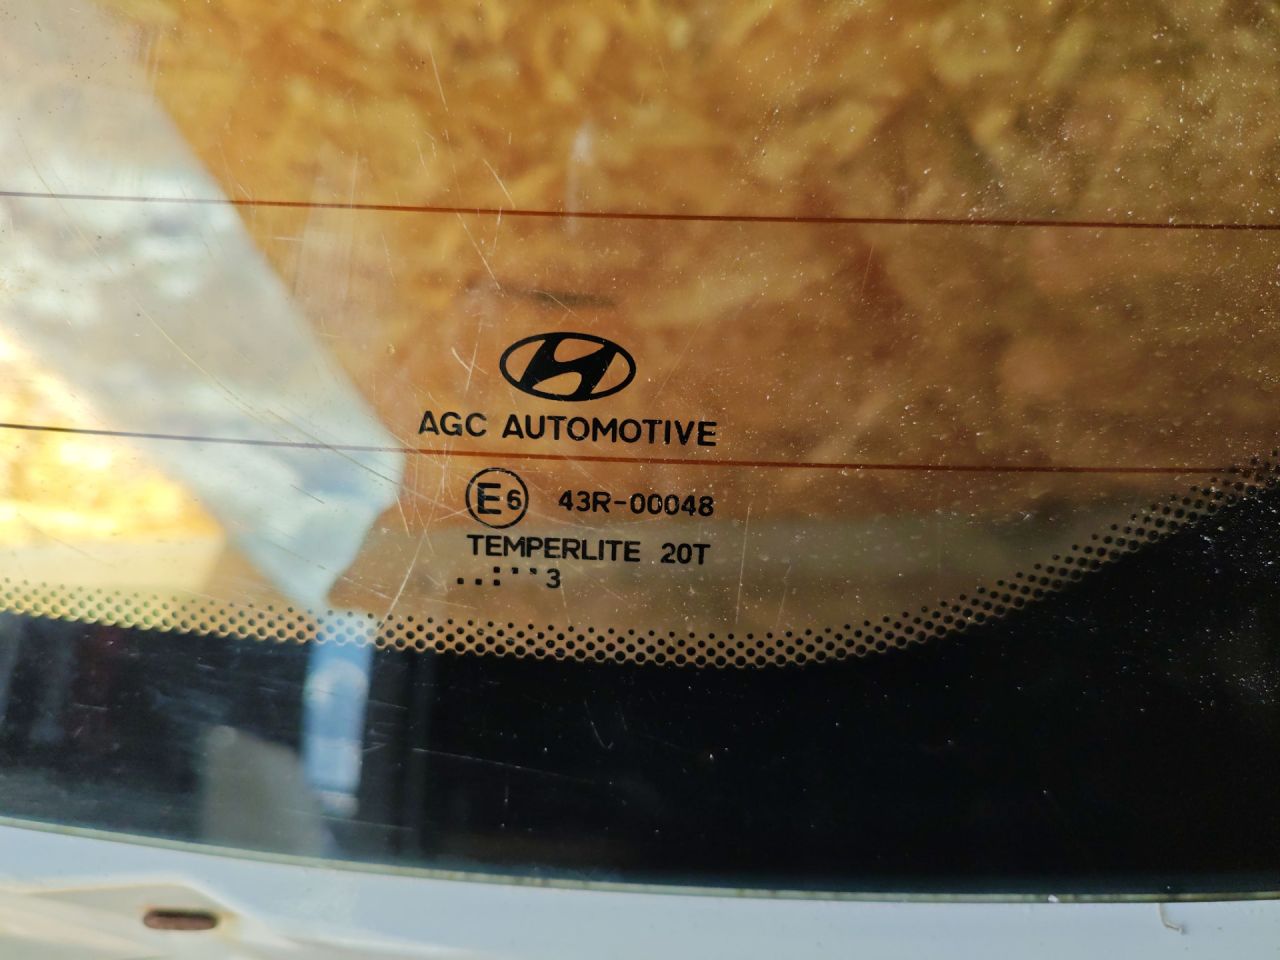 AGC AUTOMOTIVE
E6 43R-00048
TEMPERLITE 20T
..:···3